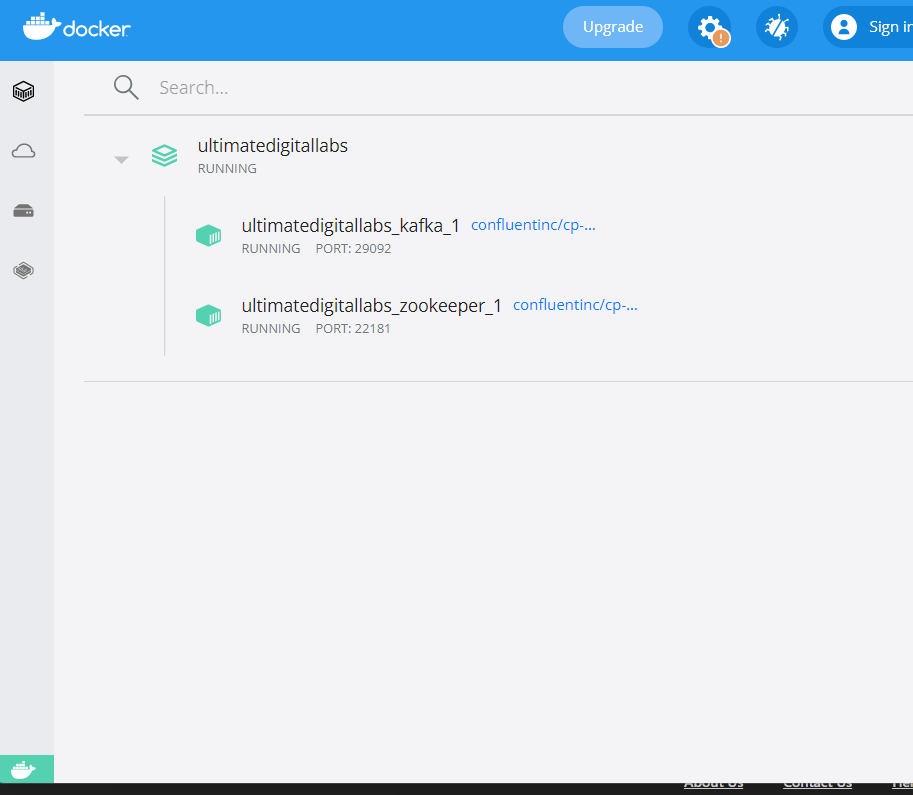 docker
Upgrade
!
Sign in
Search...
ultimatedigitallabs
RUNNING
ultimatedigitallabs_kafka_1 confluentinc/cp-...
RUNNING PORT: 29092
ultimatedigitallabs_zookeeper_1 confluentinc/cp-...
RUNNING PORT: 22181
About Us Contact Us